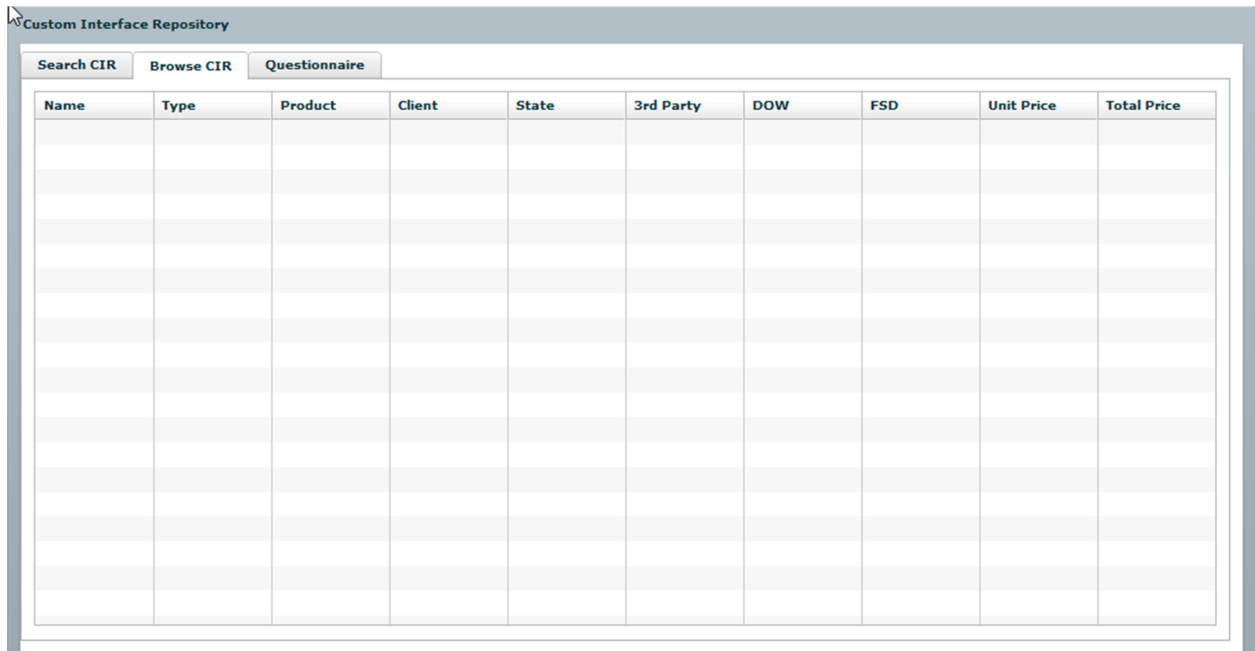 Custom Interface Repository
Search CIR Browse CIR Questionnaire
Name Type Product Client State 3rd Party DOW FSD Unit Price Total Price